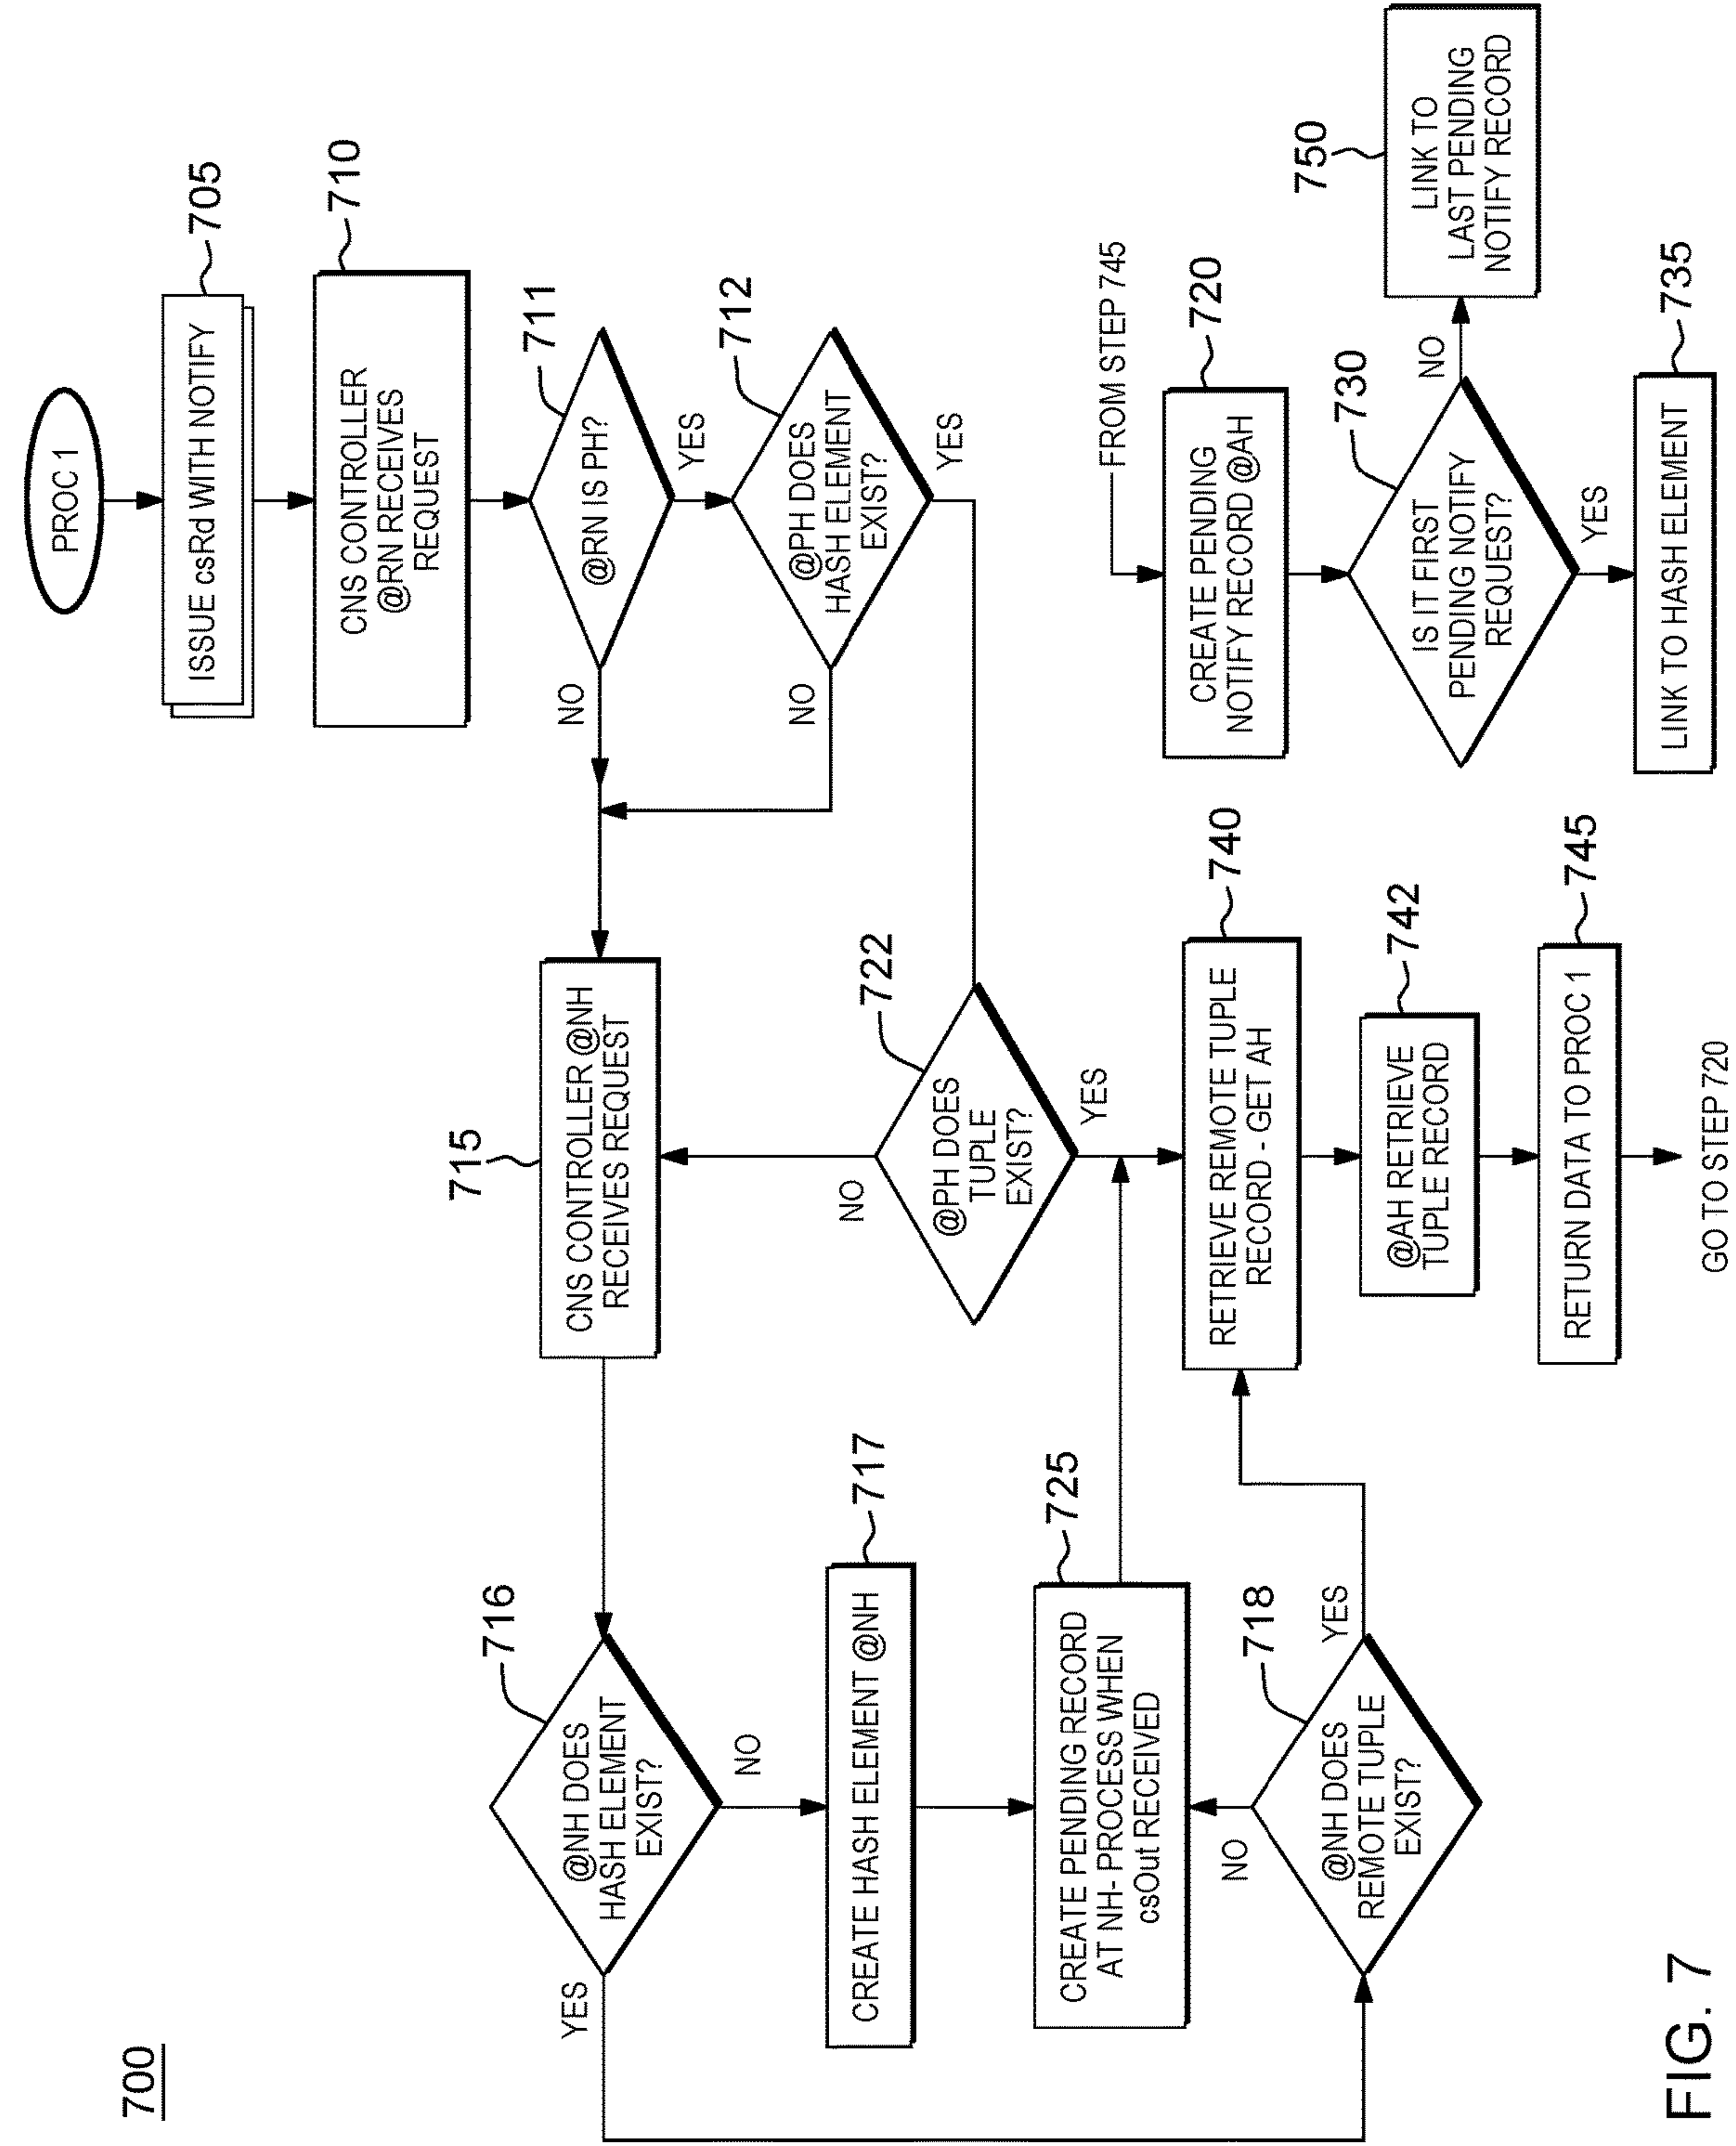 700
PROC 1
ISSUE csRd WITH NOTIFY
705
CNS CONTROLLER
@RN RECEIVES
REQUEST
710
@RN IS PH?
711
NO
YES
@PH DOES
HASH ELEMENT
EXIST?
712
NO
YES
CNS CONTROLLER @NH
RECEIVES REQUEST
715
@NH DOES
HASH ELEMENT
EXIST?
716
YES
NO
CREATE HASH ELEMENT @NH
717
@PH DOES
TUPLE
EXIST?
722
NO
YES
CREATE PENDING RECORD
AT NH- PROCESS WHEN
csOut RECEIVED
725
@NH DOES
REMOTE TUPLE
EXIST?
718
NO
YES
RETRIEVE REMOTE TUPLE
RECORD - GET AH
740
@AH RETRIEVE
TUPLE RECORD
742
RETURN DATA TO PROC 1
745
GO TO STEP 720
FROM STEP 745
CREATE PENDING
NOTIFY RECORD @AH
720
IS IT FIRST
PENDING NOTIFY
REQUEST?
730
NO
YES
LINK TO
LAST PENDING
NOTIFY RECORD
750
LINK TO HASH ELEMENT
735
FIG. 7